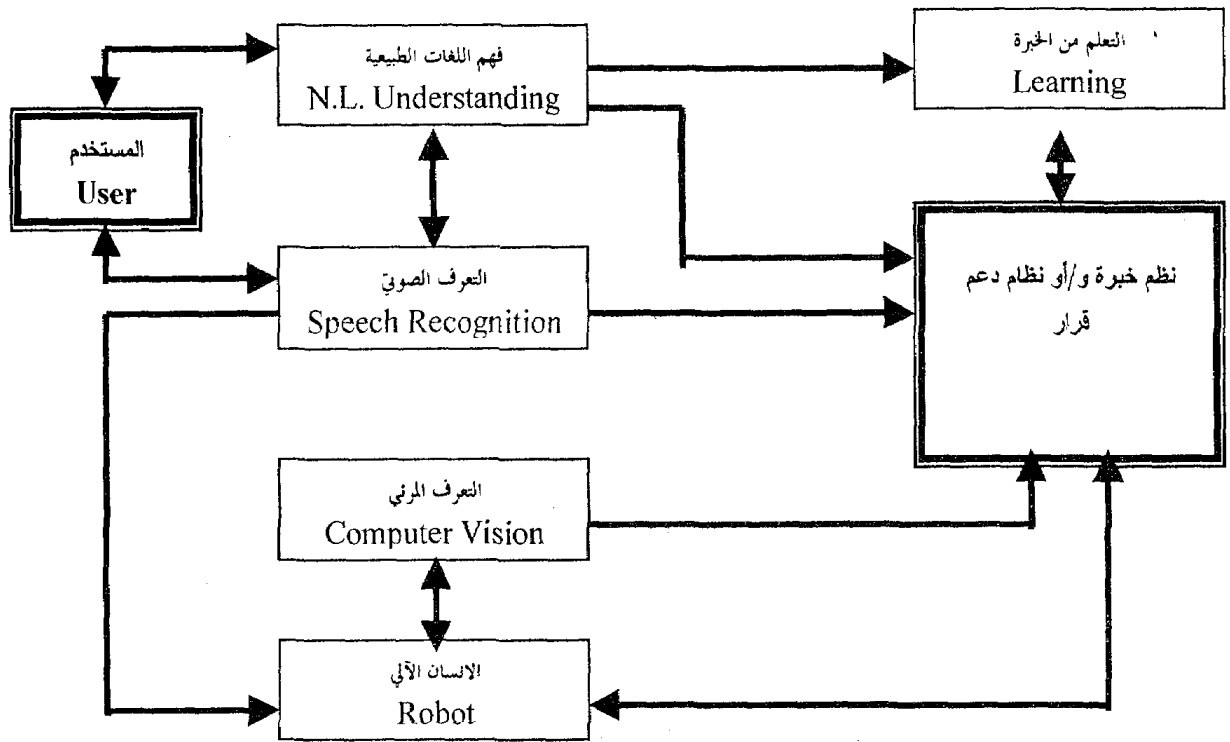 فهم اللغات الطبيعية
N.L. Understanding
التعلم من الخبرة
Learning
المستخدم
User
التعرف الصوتي
Speech Recognition
نظم خبرة و/أو نظام دعم
قرار
التعرف المرئي
Computer Vision
الانسان الآلي
Robot